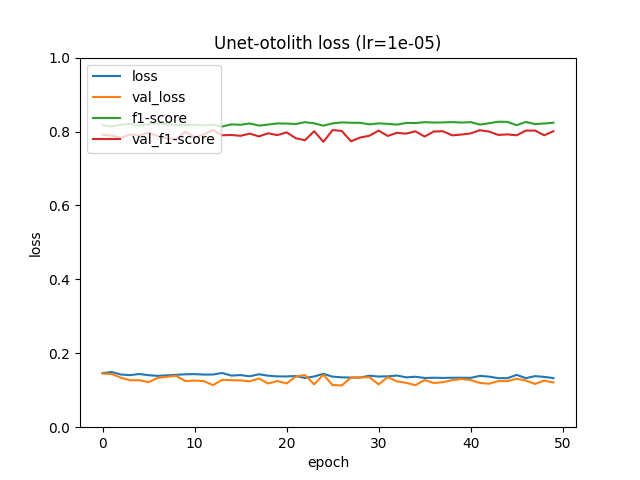 Unet-otolith loss (lr=1e-05)
loss
val_loss
f1-score
val_f1-score
1.0
0.8
0.6
0.4
0.2
0.0
loss
0 10 20 30 40 50
epoch